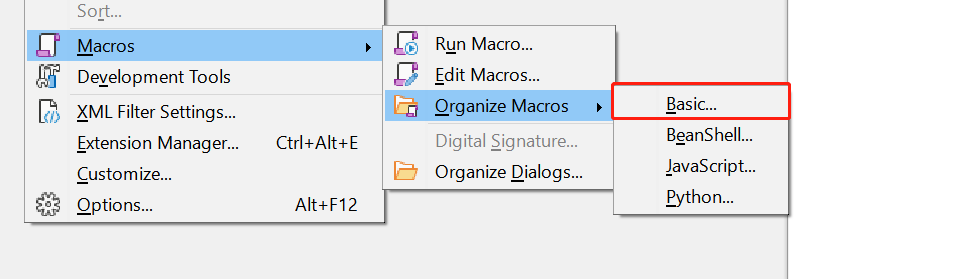 Sort...
Macros
Development Tools
XML Filter Settings...
Extension Manager... Ctrl+Alt+E
Customize...
Options... Alt+F12
Run Macro...
Edit Macros...
Organize Macros
Digital Signature...
Organize Dialogs...
Basic...
BeanShell...
JavaScript...
Python...